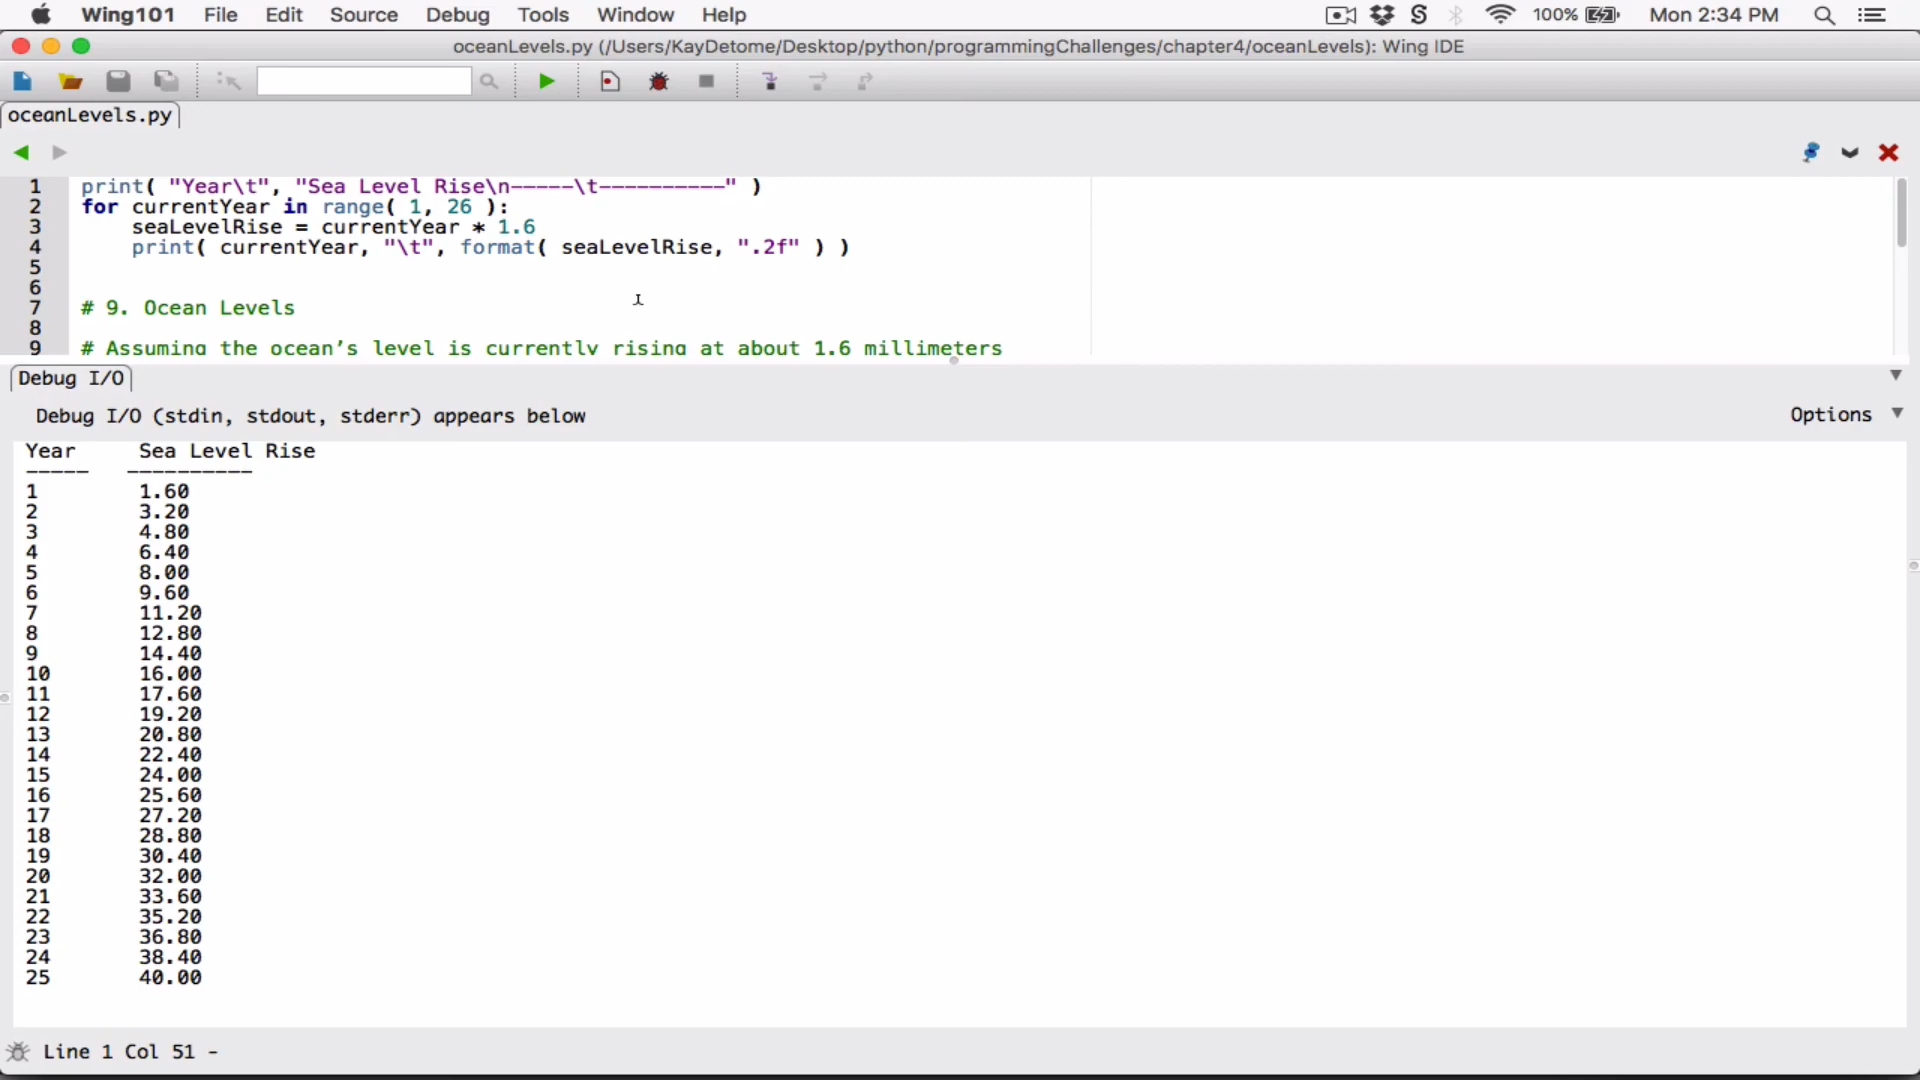 Wing101 File Edit Source Debug Tools Window Help 100% Mon 2:34 PM
oceanLevels.py (/Users/KayDetome/Desktop/python/programmingChallenges/chapter4/oceanLevels): Wing IDE
oceanLevels.py
1 print( "Year\t", "Sea Level Rise\n-----\t----------" )
2 for currentYear in range( 1, 26 ):
3 seaLevelRise = currentYear * 1.6
4 print( currentYear, "\t", format( seaLevelRise, ".2f" ) )
5
6
7 # 9. Ocean Levels
8
9 # Assuming the ocean’s level is currently rising at about 1.6 millimeters
Debug I/O
Debug I/O (stdin, stdout, stderr) appears below Options
Year Sea Level Rise
----- ----------
1 1.60
2 3.20
3 4.80
4 6.40
5 8.00
6 9.60
7 11.20
8 12.80
9 14.40
10 16.00
11 17.60
12 19.20
13 20.80
14 22.40
15 24.00
16 25.60
17 27.20
18 28.80
19 30.40
20 32.00
21 33.60
22 35.20
23 36.80
24 38.40
25 40.00
Line 1 Col 51 -